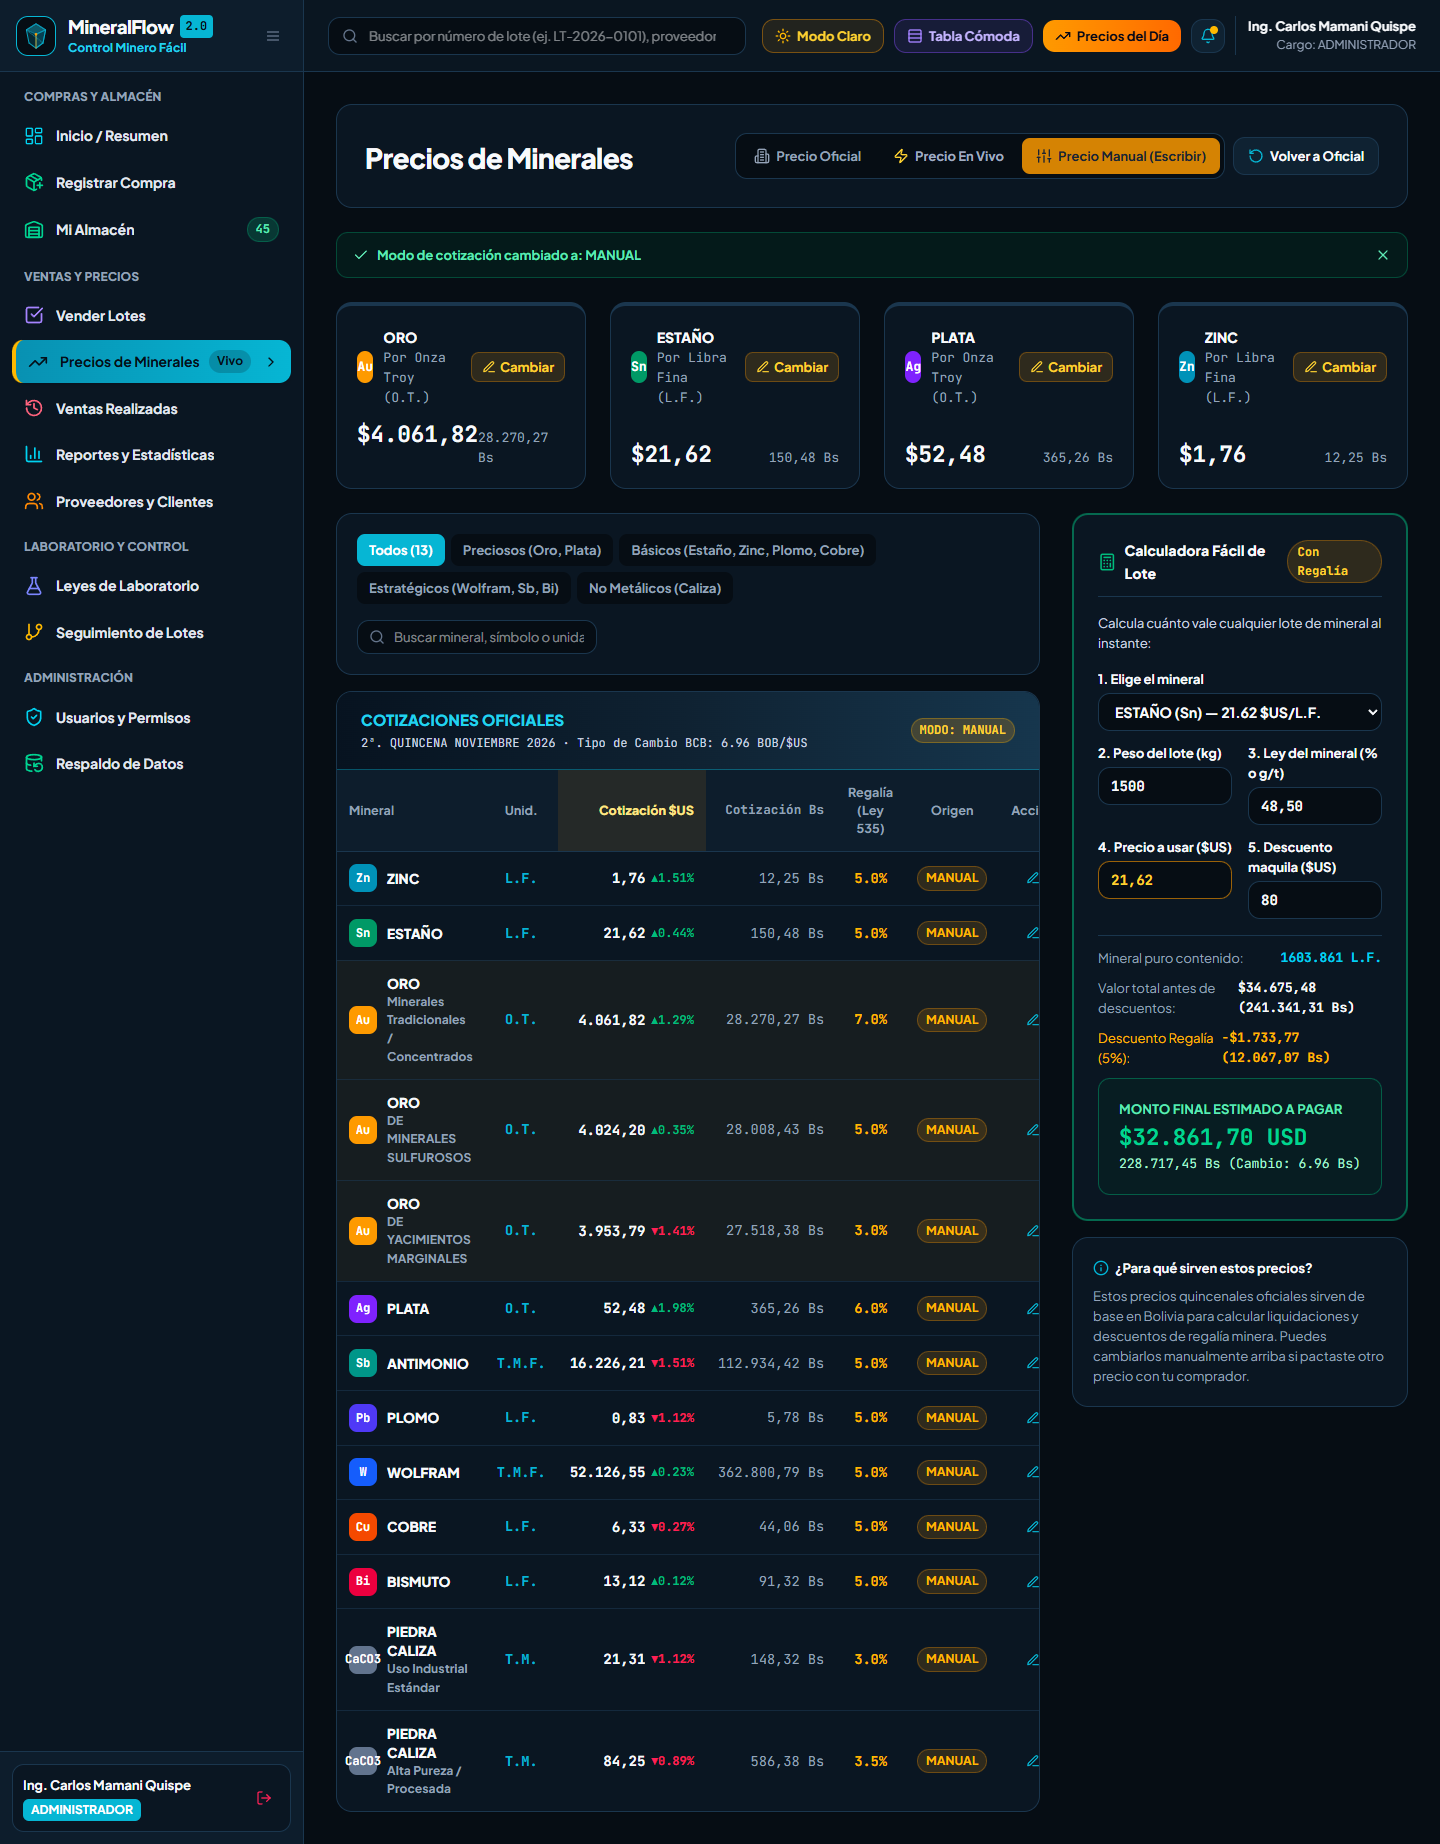 MineralFlow 2.0
Control Minero Fácil
Buscar por número de lote (ej. LT-2026-0101), proveedor
Modo Claro
Tabla Cómoda
Precios del Día
Ing. Carlos Mamani Quispe
Cargo: ADMINISTRADOR
COMPRAS Y ALMACÉN
Inicio / Resumen
Registrar Compra
Mi Almacén 45
VENTAS Y PRECIOS
Vender Lotes
Precios de Minerales Vivo
Ventas Realizadas
Reportes y Estadísticas
Proveedores y Clientes
LABORATORIO Y CONTROL
Leyes de Laboratorio
Seguimiento de Lotes
ADMINISTRACIÓN
Usuarios y Permisos
Respaldo de Datos
Ing. Carlos Mamani Quispe
ADMINISTRADOR
Precios de Minerales
Precio Oficial
Precio En Vivo
Precio Manual (Escribir)
Volver a Oficial
Modo de cotización cambiado a: MANUAL
Au
ORO
Por Onza
Troy
(O.T.)
Cambiar
$4.061,82
28.270,27
Bs
Sn
ESTAÑO
Por Libra
Fina
(L.F.)
Cambiar
$21,62
150,48 Bs
Ag
PLATA
Por Onza
Troy
(O.T.)
Cambiar
$52,48
365,26 Bs
Zn
ZINC
Por Libra
Fina
(L.F.)
Cambiar
$1,76
12,25 Bs
Todos (13)
Preciosos (Oro, Plata)
Básicos (Estaño, Zinc, Plomo, Cobre)
Estratégicos (Wolfram, Sb, Bi)
No Metálicos (Caliza)
Buscar mineral, símbolo o unida
COTIZACIONES OFICIALES
2ª. QUINCENA NOVIEMBRE 2026 · Tipo de Cambio BCB: 6.96 BOB/$US
MODO: MANUAL
Mineral
Unid.
Cotización $US
Cotización Bs
Regalía
(Ley
535)
Origen
Acci
Zn ZINC L.F. 1,76 ▲1.51% 12,25 Bs 5.0% MANUAL
Sn ESTAÑO L.F. 21,62 ▲0.44% 150,48 Bs 5.0% MANUAL
ORO
Minerales
Tradicionales
/
Concentrados
Au O.T. 4.061,82 ▲1.29% 28.270,27 Bs 7.0% MANUAL
ORO
DE
MINERALES
SULFUROSOS
Au O.T. 4.024,20 ▲0.35% 28.008,43 Bs 5.0% MANUAL
ORO
DE
YACIMIENTOS
MARGINALES
Au O.T. 3.953,79 ▼1.41% 27.518,38 Bs 3.0% MANUAL
Ag PLATA O.T. 52,48 ▲1.98% 365,26 Bs 6.0% MANUAL
Sb ANTIMONIO T.M.F. 16.226,21 ▼1.51% 112.934,42 Bs 5.0% MANUAL
Pb PLOMO L.F. 0,83 ▼1.12% 5,78 Bs 5.0% MANUAL
W WOLFRAM T.M.F. 52.126,55 ▲0.23% 362.800,79 Bs 5.0% MANUAL
Cu COBRE L.F. 6,33 ▼0.27% 44,06 Bs 5.0% MANUAL
Bi BISMUTO L.F. 13,12 ▲0.12% 91,32 Bs 5.0% MANUAL
PIEDRA
CALIZA
Uso Industrial
Estándar
CaCO3 T.M. 21,31 ▼1.12% 148,32 Bs 3.0% MANUAL
PIEDRA
CALIZA
Alta Pureza /
Procesada
CaCO3 T.M. 84,25 ▼0.89% 586,38 Bs 3.5% MANUAL
Calculadora Fácil de
Lote
Con
Regalía
Calcula cuánto vale cualquier lote de mineral al
instante:
1. Elige el mineral
ESTAÑO (Sn) — 21.62 $US/L.F.
2. Peso del lote (kg)
1500
3. Ley del mineral (%
o g/t)
48,50
4. Precio a usar ($US)
21,62
5. Descuento
maquila ($US)
80
Mineral puro contenido: 1603.861 L.F.
Valor total antes de
descuentos:
$34.675,48
(241.341,31 Bs)
Descuento Regalía
(5%):
-$1.733,77
(12.067,07 Bs)
MONTO FINAL ESTIMADO A PAGAR
$32.861,70 USD
228.717,45 Bs (Cambio: 6.96 Bs)
¿Para qué sirven estos precios?
Estos precios quincenales oficiales sirven de
base en Bolivia para calcular liquidaciones y
descuentos de regalía minera. Puedes
cambiarlos manualmente arriba si pactaste otro
precio con tu comprador.